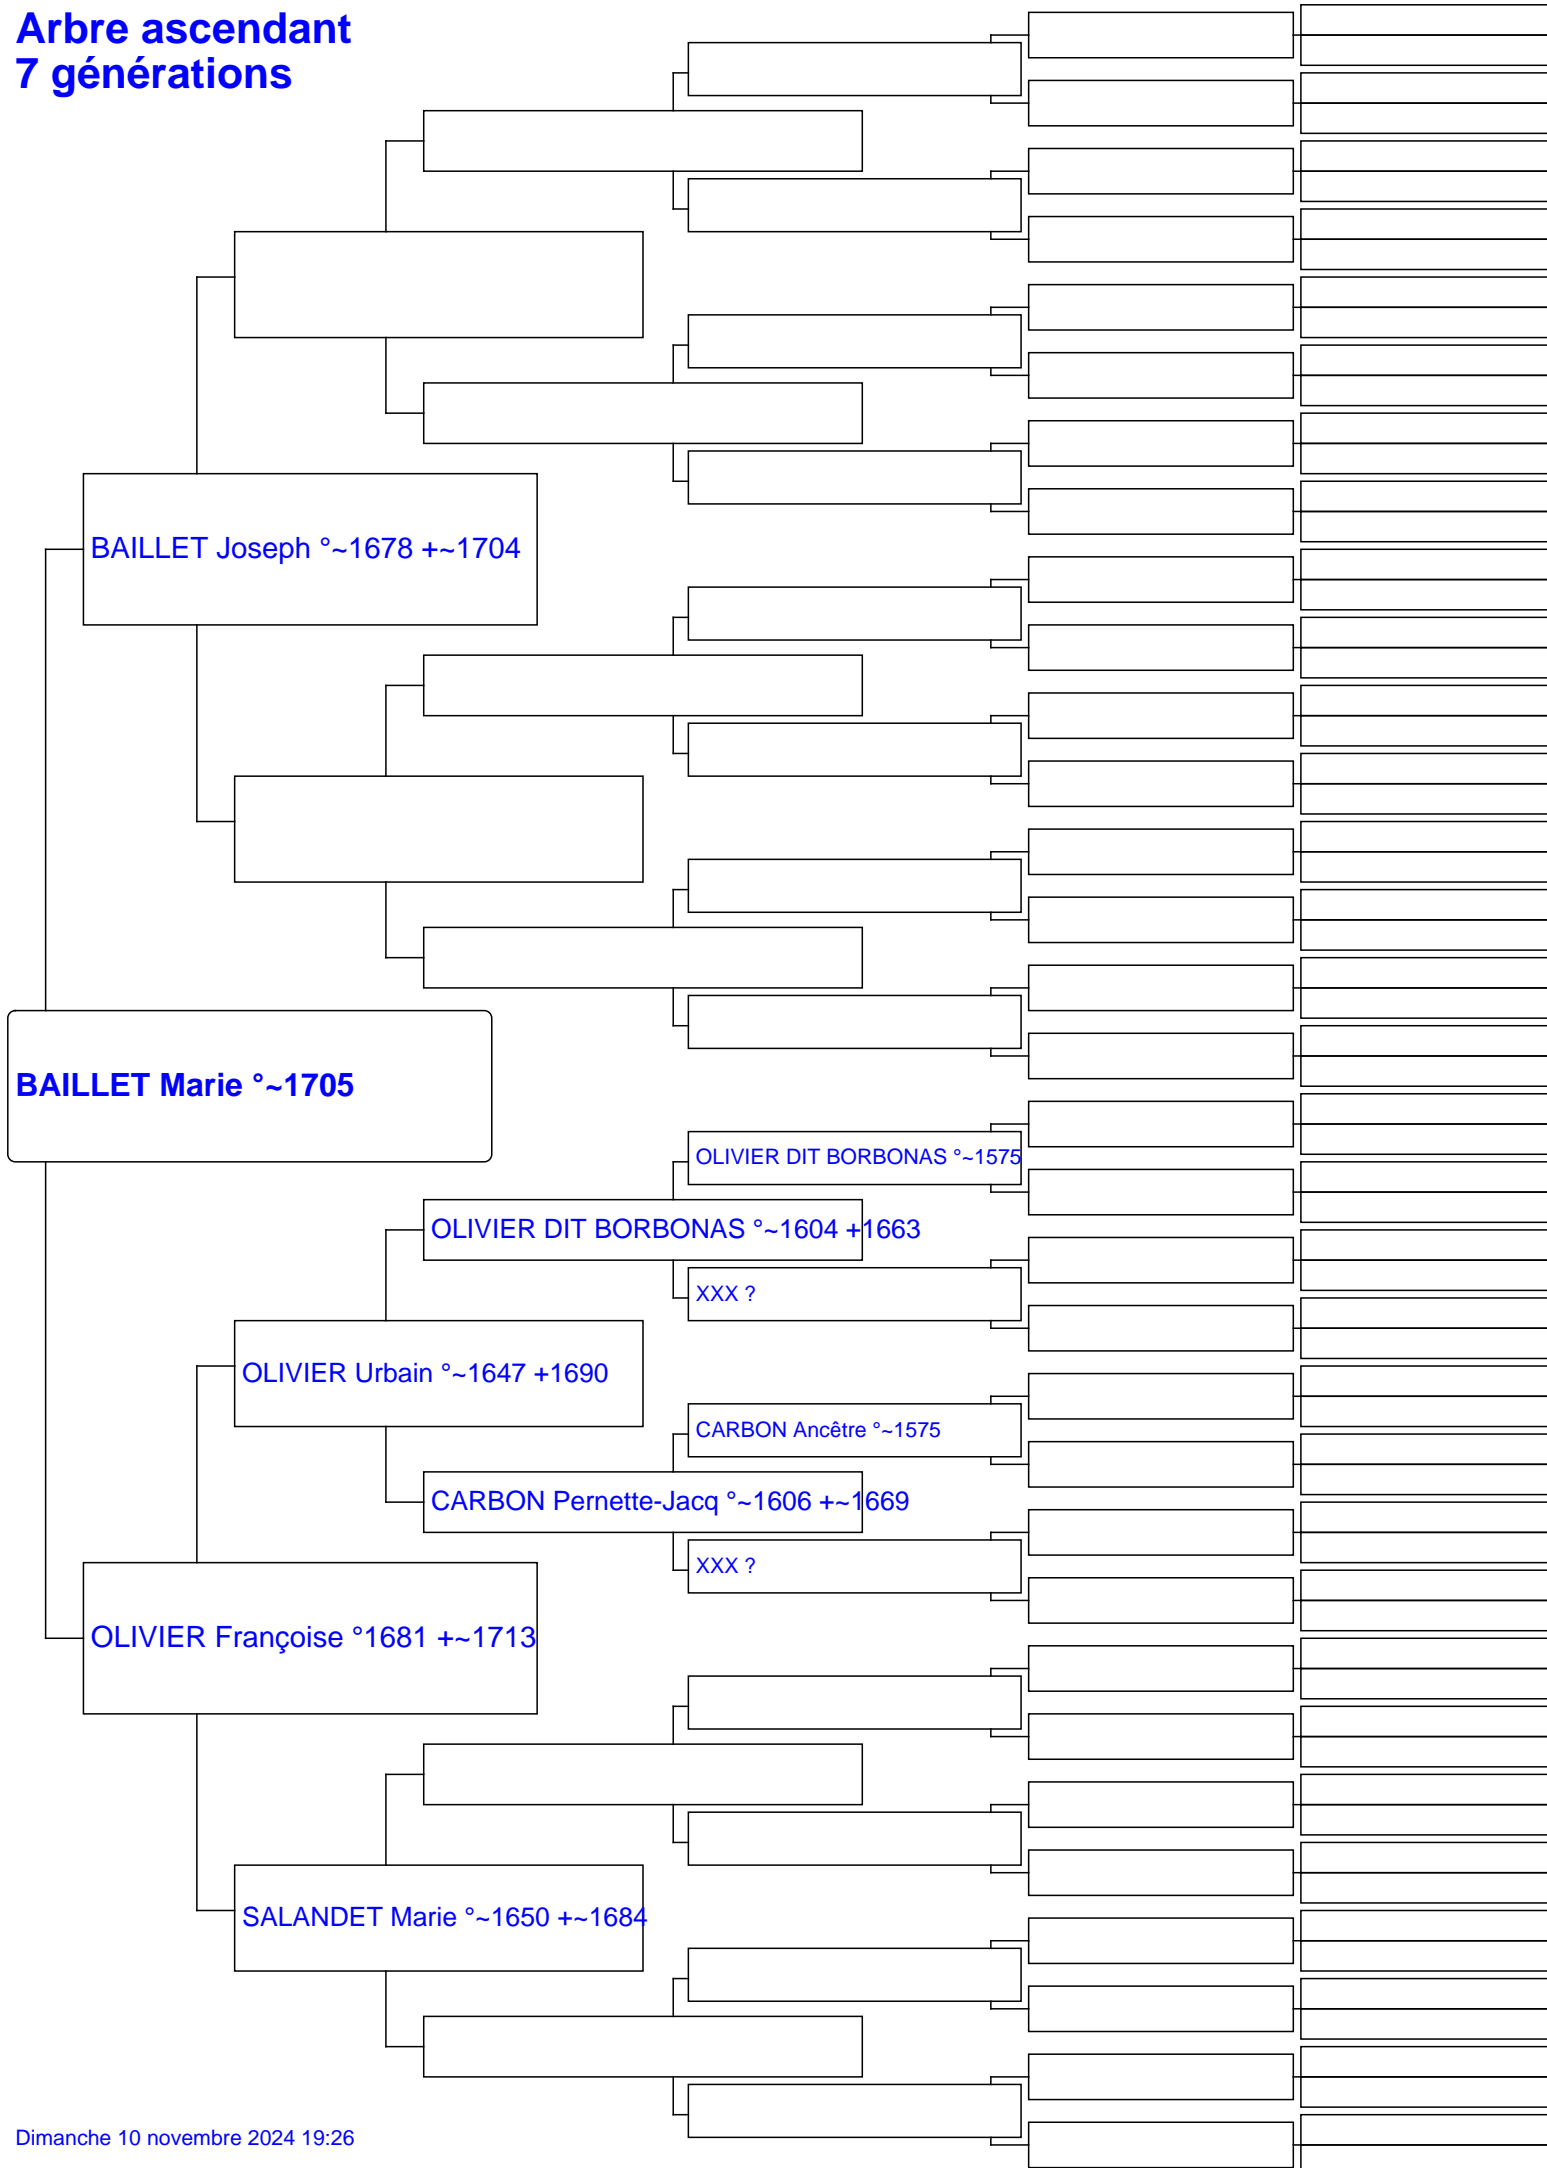 Arbre ascendant
7 générations
OLIVIER DIT BORBONAS °~1575
OLIVIER DIT BORBONAS °~1604 +1663
XXX ?
BAILLET Joseph °~1678 +~1704
BAILLET Marie °~1705
OLIVIER Urbain °~1647 +1690
CARBON Ancêtre °~1575
CARBON Pernette-Jacq °~1606 +~1669
XXX ?
OLIVIER Françoise °1681 +~1713
SALANDET Marie °~1650 +~1684
Dimanche 10 novembre 2024 19:26